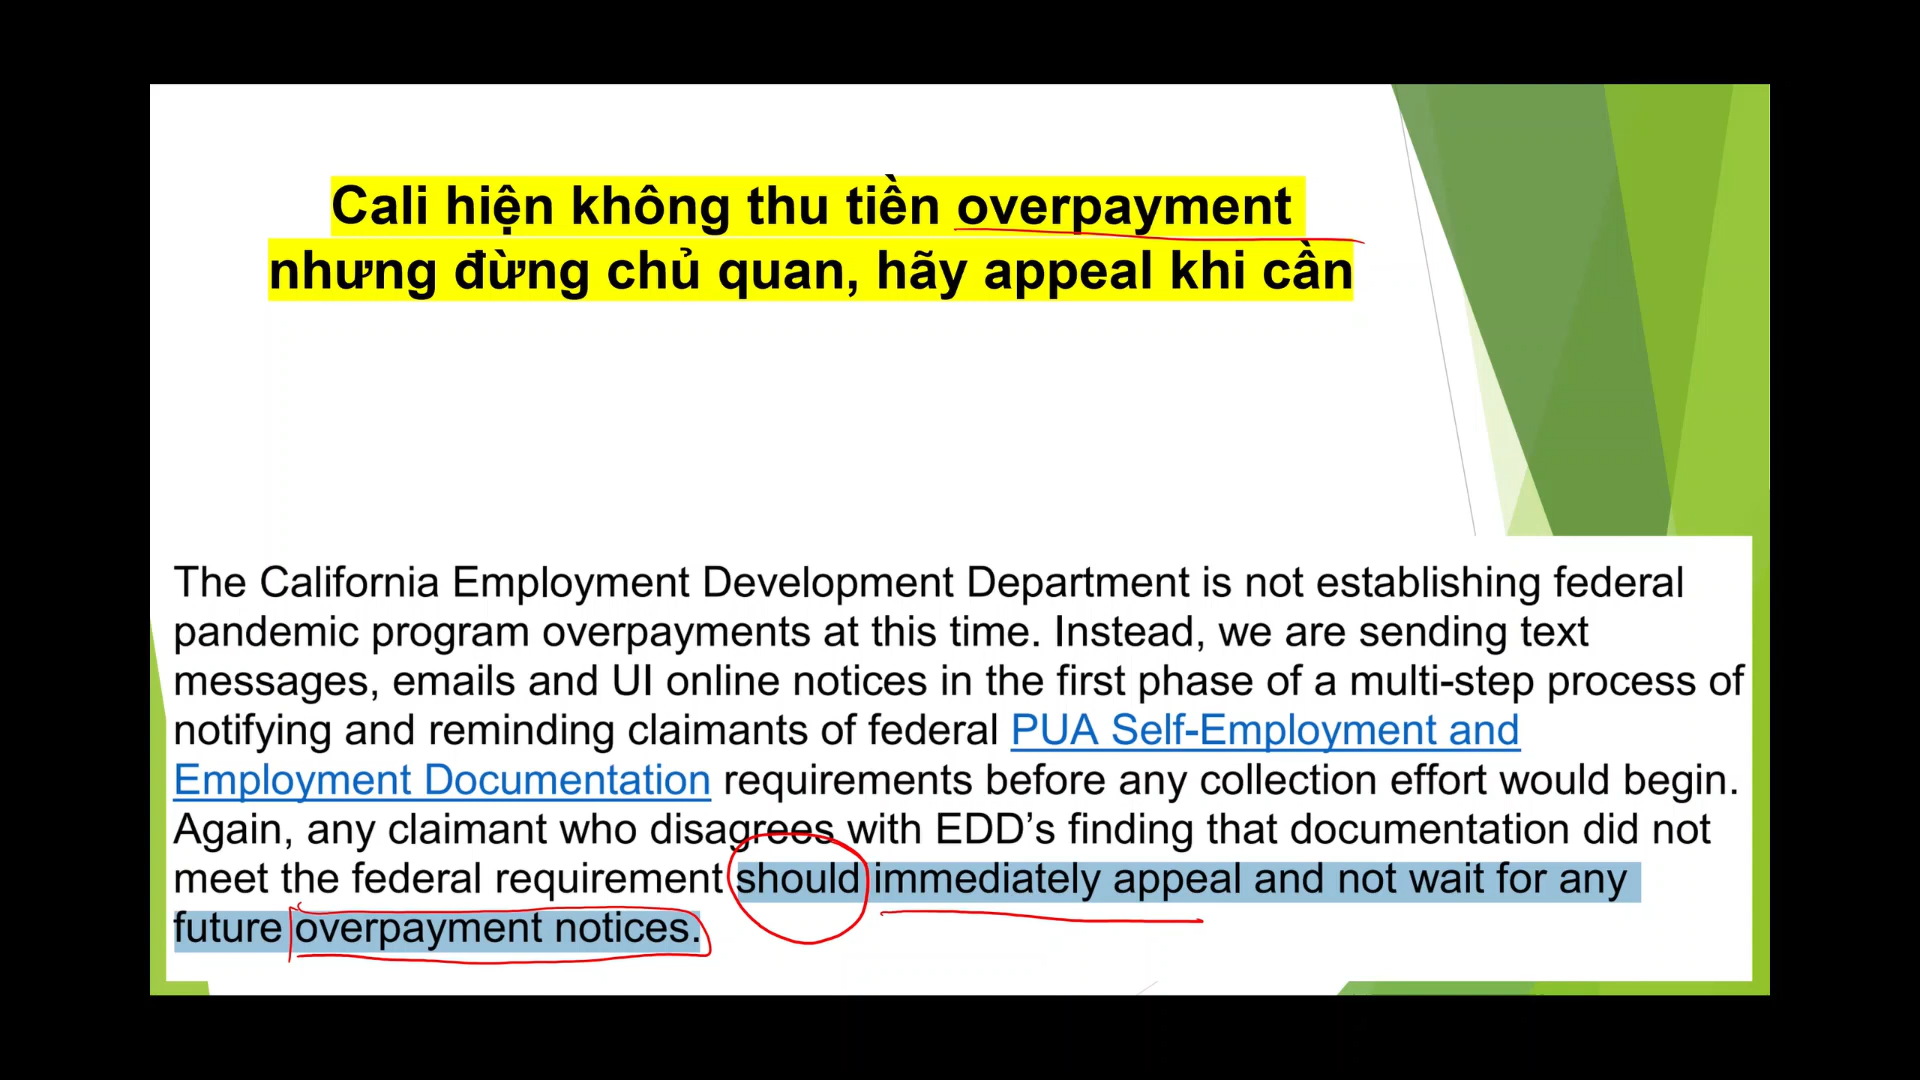 Cali hiện không thu tiền overpayment
nhưng đừng chủ quan, hãy appeal khi cần
The California Employment Development Department is not establishing federal
pandemic program overpayments at this time. Instead, we are sending text
messages, emails and UI online notices in the first phase of a multi-step process of
notifying and reminding claimants of federal PUA Self-Employment and
Employment Documentation requirements before any collection effort would begin.
Again, any claimant who disagrees with EDD’s finding that documentation did not
meet the federal requirement should immediately appeal and not wait for any
future overpayment notices.